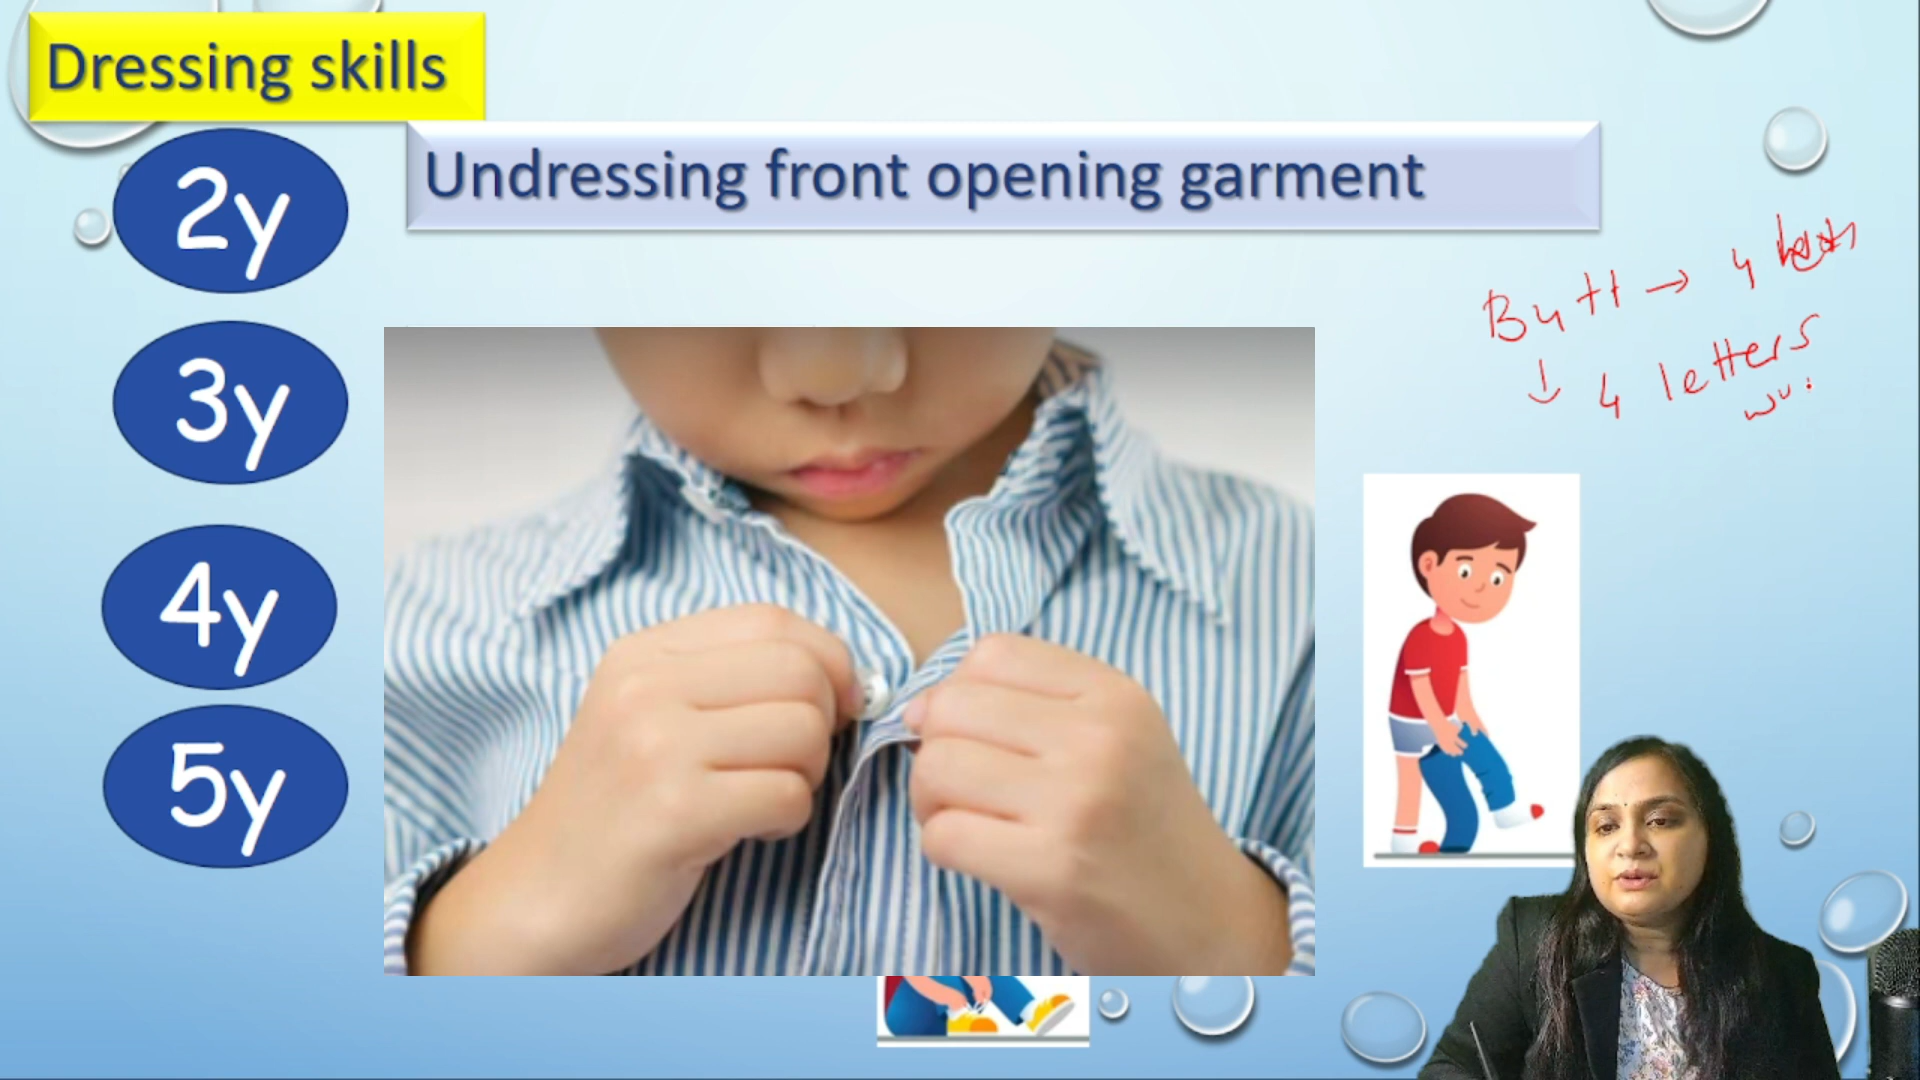 Dressing skills
2y
Undressing front opening garment
Butt → 4
↓ 4 letters
3y
4y
5y